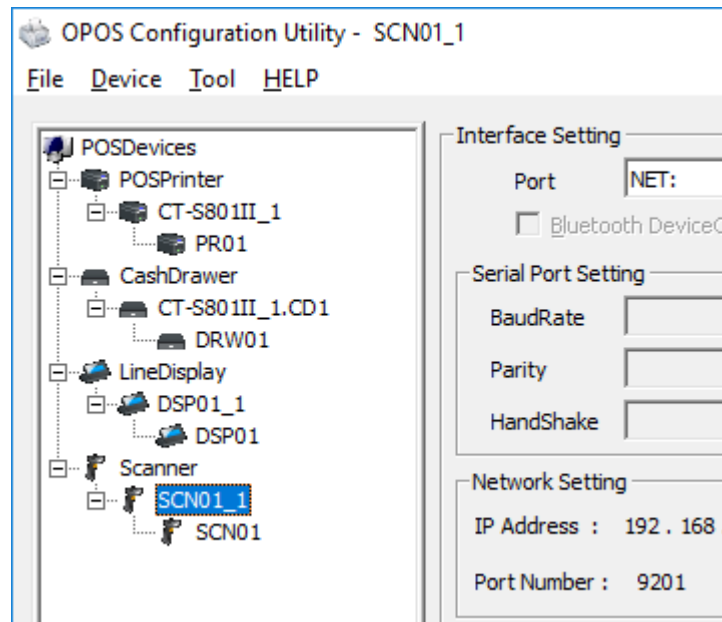 OPOS Configuration Utility - SCN01_1
File Device Tool HELP
POSDevices
POSPrinter
CT-S801II_1
PR01
CashDrawer
CT-S801II_1.CD1
DRW01
LineDisplay
DSP01_1
DSP01
Scanner
SCN01_1
SCN01
Interface Setting
Port NET:
Bluetooth Device
Serial Port Setting
BaudRate
Parity
HandShake
Network Setting
IP Address : 192 . 168
Port Number : 9201